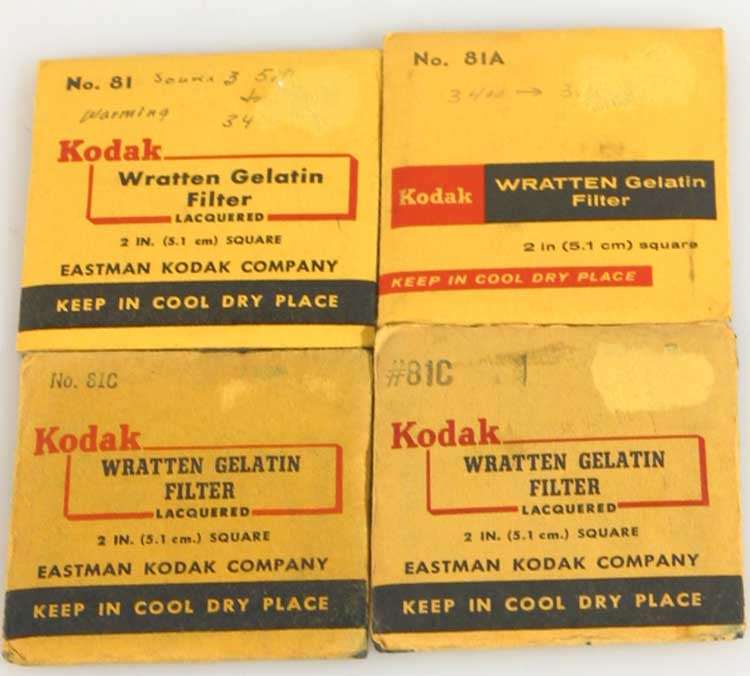 No. 81
Warming
34
Kodak
Wratten Gelatin
Filter
LACQUERED
2 IN. (5.1 cm) SQUARE
EASTMAN KODAK COMPANY
KEEP IN COOL DRY PLACE
No. 81A
3400 →
Kodak
WRATTEN Gelatin
Filter
2 in (5.1 cm) square
KEEP IN COOL DRY PLACE
No. 81C
Kodak
WRATTEN GELATIN
FILTER
LACQUERED
2 IN. (5.1 cm.) SQUARE
EASTMAN KODAK COMPANY
KEEP IN COOL DRY PLACE
#81C 1
Kodak
WRATTEN GELATIN
FILTER
LACQUERED
2 IN. (5.1 cm.) SQUARE
EASTMAN KODAK COMPANY
KEEP IN COOL DRY PLACE